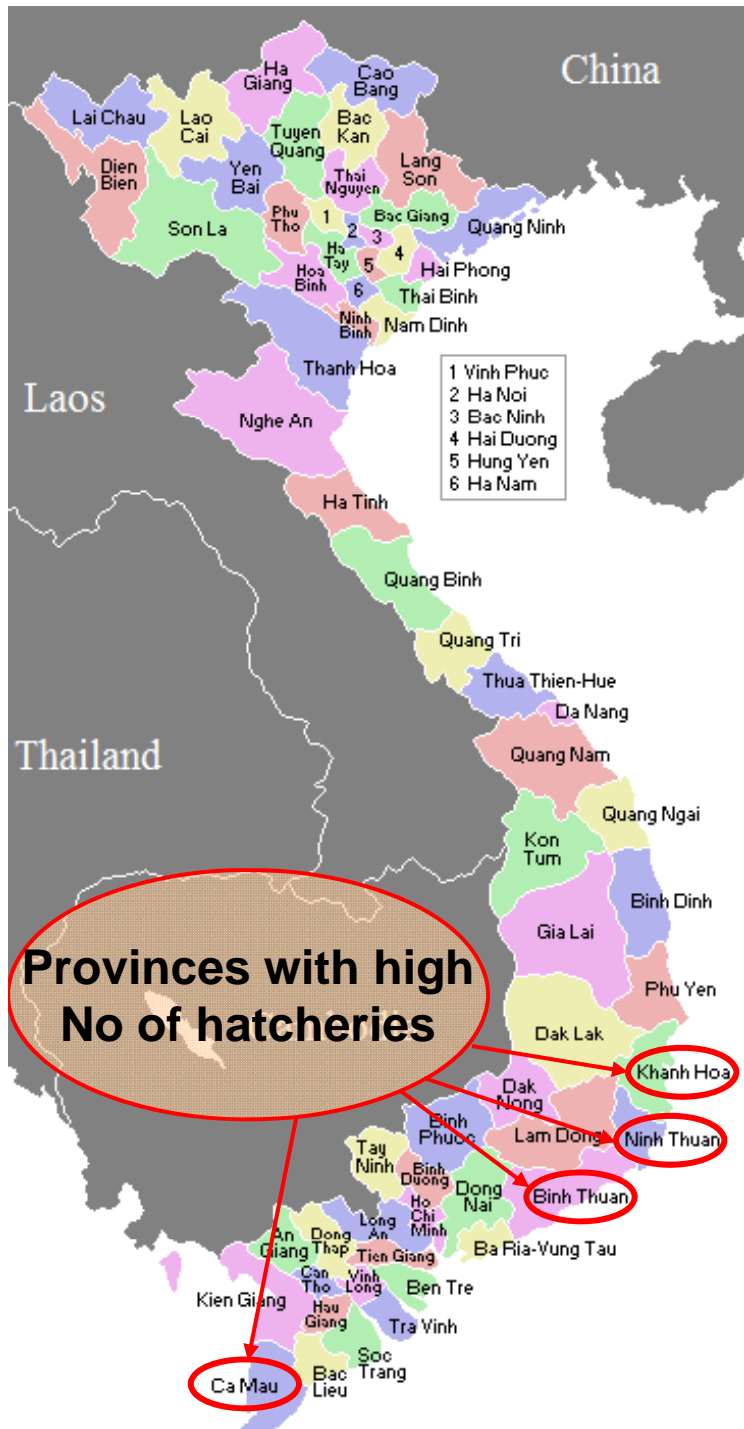 China
Ha
Giang
Cao
Bang
Lai Chau
Lao
Cai
Tuyen
Quang
Bac
Kan
Dien
Bien
Yen
Bai
Thai
Nguyen
Lang
Son
Son La
Phu
Tho
1
Bac Giang
Quang Ninh
2
3
Ha
Tay
4
5
Hai Phong
Hoa
Binh
6
Thai Binh
Ninh
Binh
Nam Dinh
Thanh Hoa
Laos
Nghe An
1 Vinh Phuc
2 Ha Noi
3 Bac Ninh
4 Hai Duong
5 Hung Yen
6 Ha Nam
Ha Tinh
Quang Binh
Quang Tri
Thua Thien-Hue
Da Nang
Thailand
Quang Nam
Quang Ngai
Kon
Tum
Binh Dinh
Gia Lai
Provinces with high
No of hatcheries
Phu Yen
Dak Lak
Khanh Hoa
Dak
Nong
Binh
Phuoc
Lam Dong
Ninh Thuan
Tay
Ninh
Binh
Duong
Dong
Nai
Binh Thuan
Ho
Chi
Minh
An
Giang
Dong
Thap
Long
An
Tien Giang
Ba Ria-Vung Tau
Can
Tho
Vinh
Long
Ben Tre
Kien Giang
Hau
Giang
Tra Vinh
Soc
Trang
Ca Mau
Bac
Lieu